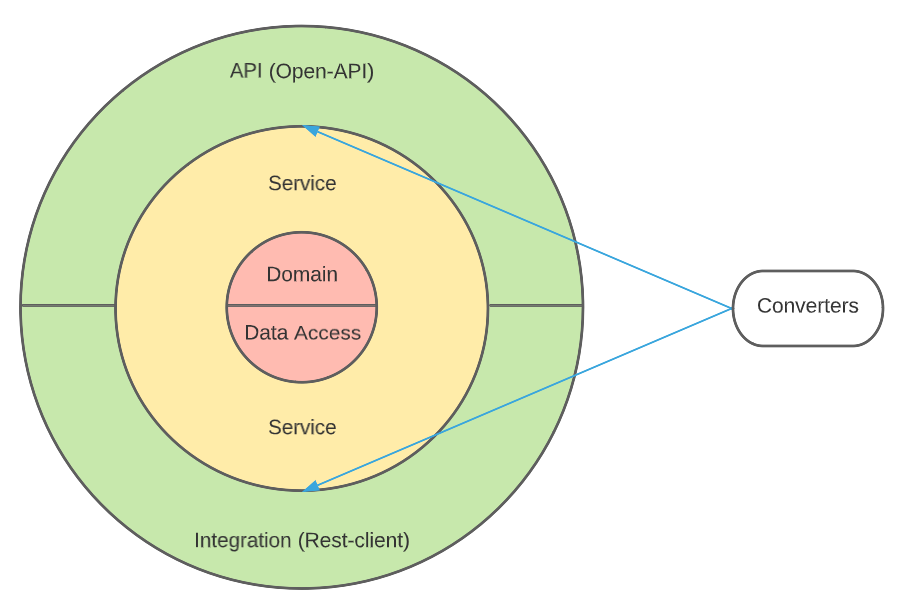 API (Open-API)
Service
Domain
Data Access
Converters
Service
Integration (Rest-client)